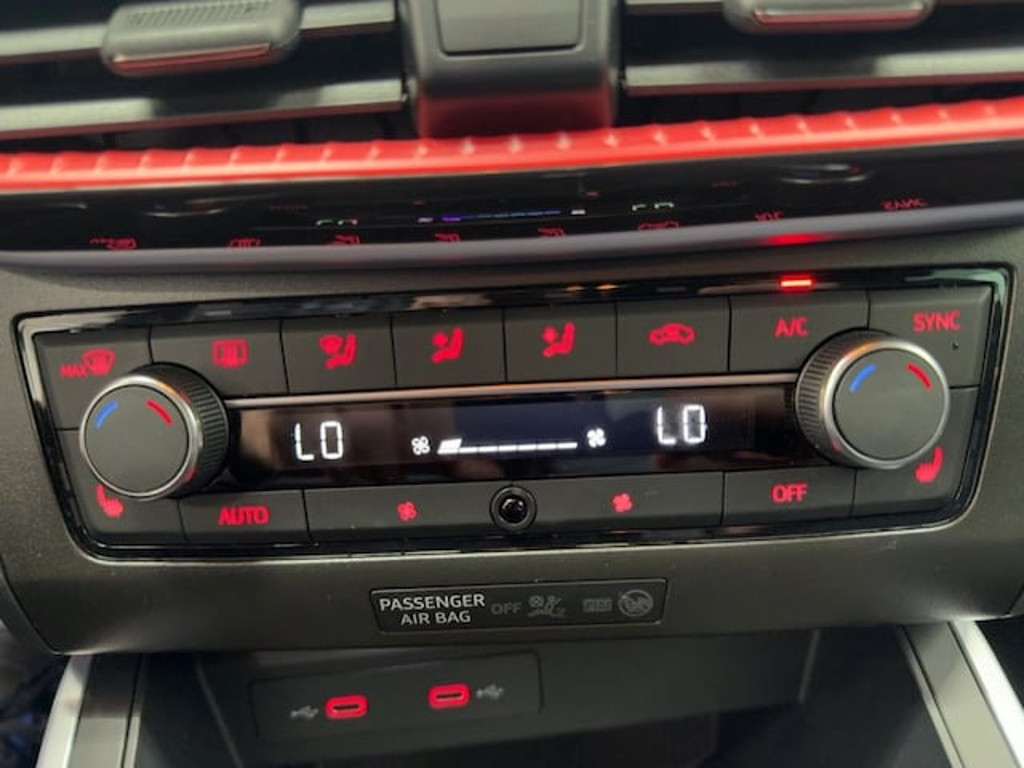 MAX
A/C
SYNC
LO
LO
AUTO
OFF
PASSENGER
AIR BAG
OFF